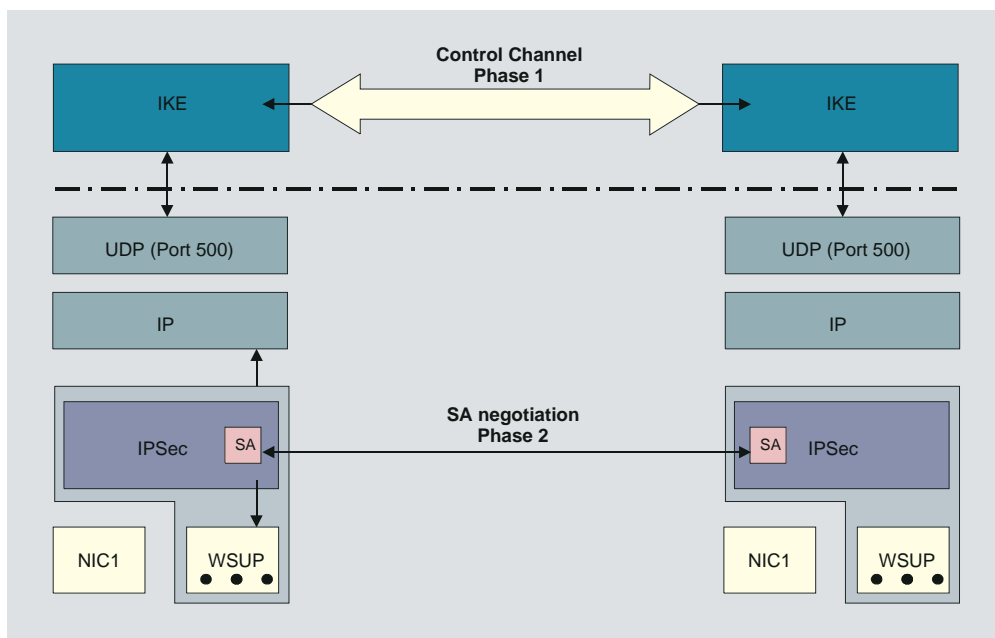 Control Channel
Phase 1
IKE
IKE
UDP (Port 500)
UDP (Port 500)
IP
IP
SA negotiation
Phase 2
IPSec
SA
SA
IPSec
NIC1
WSUP
NIC1
WSUP